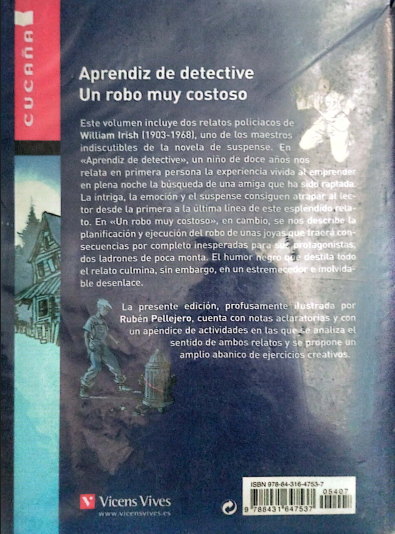 CUCAÑA
Aprendiz de detective
Un robo muy costoso
Este volumen incluye dos relatos policíacos de
William Irish (1903-1968), uno de los maestros
indiscutibles de la novela de suspense. En
«Aprendiz de detective», un niño de doce años nos
relata en primera persona la experiencia vivida al emprender
en plena noche la búsqueda de una amiga que ha sido raptada.
La intriga, la emoción y el suspense consiguen atrapar al lec-
tor desde la primera a la última línea de este espléndido rela-
to. En «Un robo muy costoso», en cambio, se nos describe la
planificación y ejecución del robo de unas joyas que traerá con-
secuencias por completo inesperadas para sus protagonistas,
dos ladrones de poca monta. El humor negro que destila todo
el relato culmina, sin embargo, en un estremecedor e inolvida-
ble desenlace.
La presente edición, profusamente ilustrada por
Rubén Pellejero, cuenta con notas aclaratorias y con
un apéndice de actividades en las que se analiza el
sentido de ambos relatos y se propone un
amplio abanico de ejercicios creativos.
Vicens Vives
www.vicensvives.es
ISBN 978-84-316-4753-7
05407
9 788431 647537